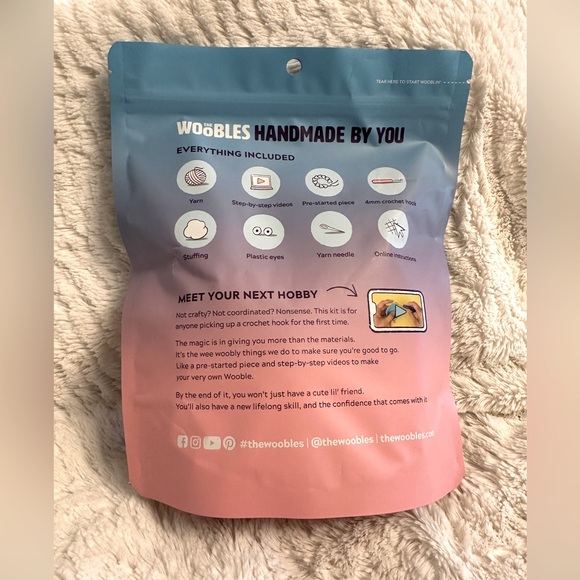 TEAR HERE TO START WOOBLIN'
THE WOOBLES HANDMADE BY YOU
EVERYTHING INCLUDED
Yarn Step-by-step videos Pre-started piece 4mm crochet hook
Stuffing Plastic eyes Yarn needle Online instructions
MEET YOUR NEXT HOBBY
Not crafty? Not coordinated? Nonsense. This kit is for
anyone picking up a crochet hook for the first time.
The magic is in giving you more than the materials.
It's the wee woobly things we do to make sure you're good to go.
Like a pre-started piece and step-by-step videos to make
your very own Wooble.
By the end of it, you won't just have a cute lil' friend.
You'll also have a new lifelong skill, and the confidence that comes with it
#thewoobles | @thewoobles | thewoobles.com